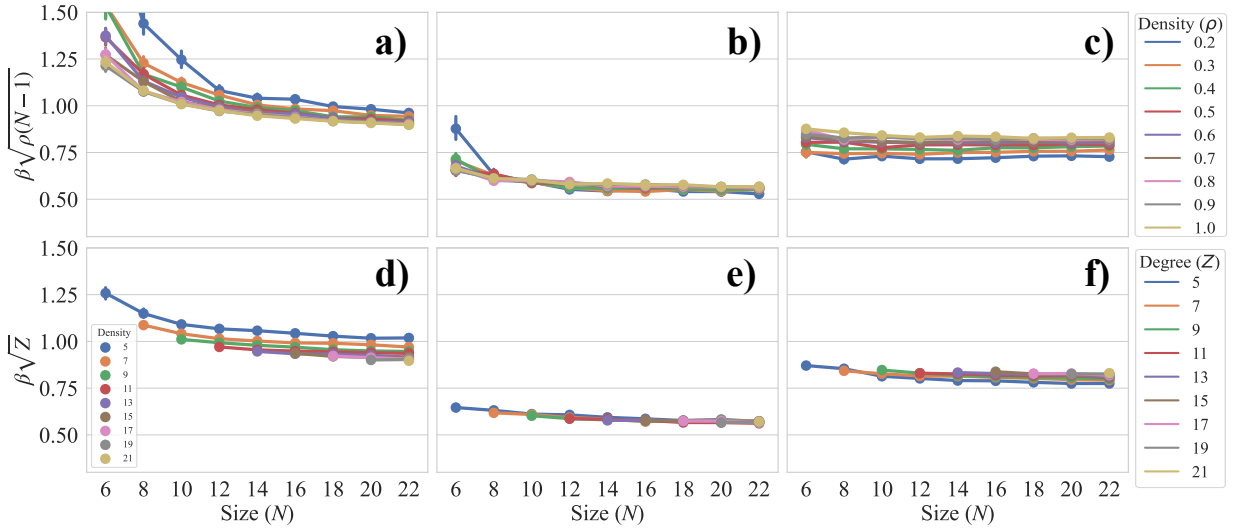 1.50
1.25
1.00
0.75
0.50
β√ρ(N − 1)
a)
b)
c)
Density (ρ)
0.2
0.3
0.4
0.5
0.6
0.7
0.8
0.9
1.0
1.50
1.25
1.00
0.75
0.50
β√Z
d)
Density
5
7
9
11
13
15
17
19
21
e)
f)
Degree (Z)
5
7
9
11
13
15
17
19
21
6 8 10 12 14 16 18 20 22
Size (N)
6 8 10 12 14 16 18 20 22
Size (N)
6 8 10 12 14 16 18 20 22
Size (N)